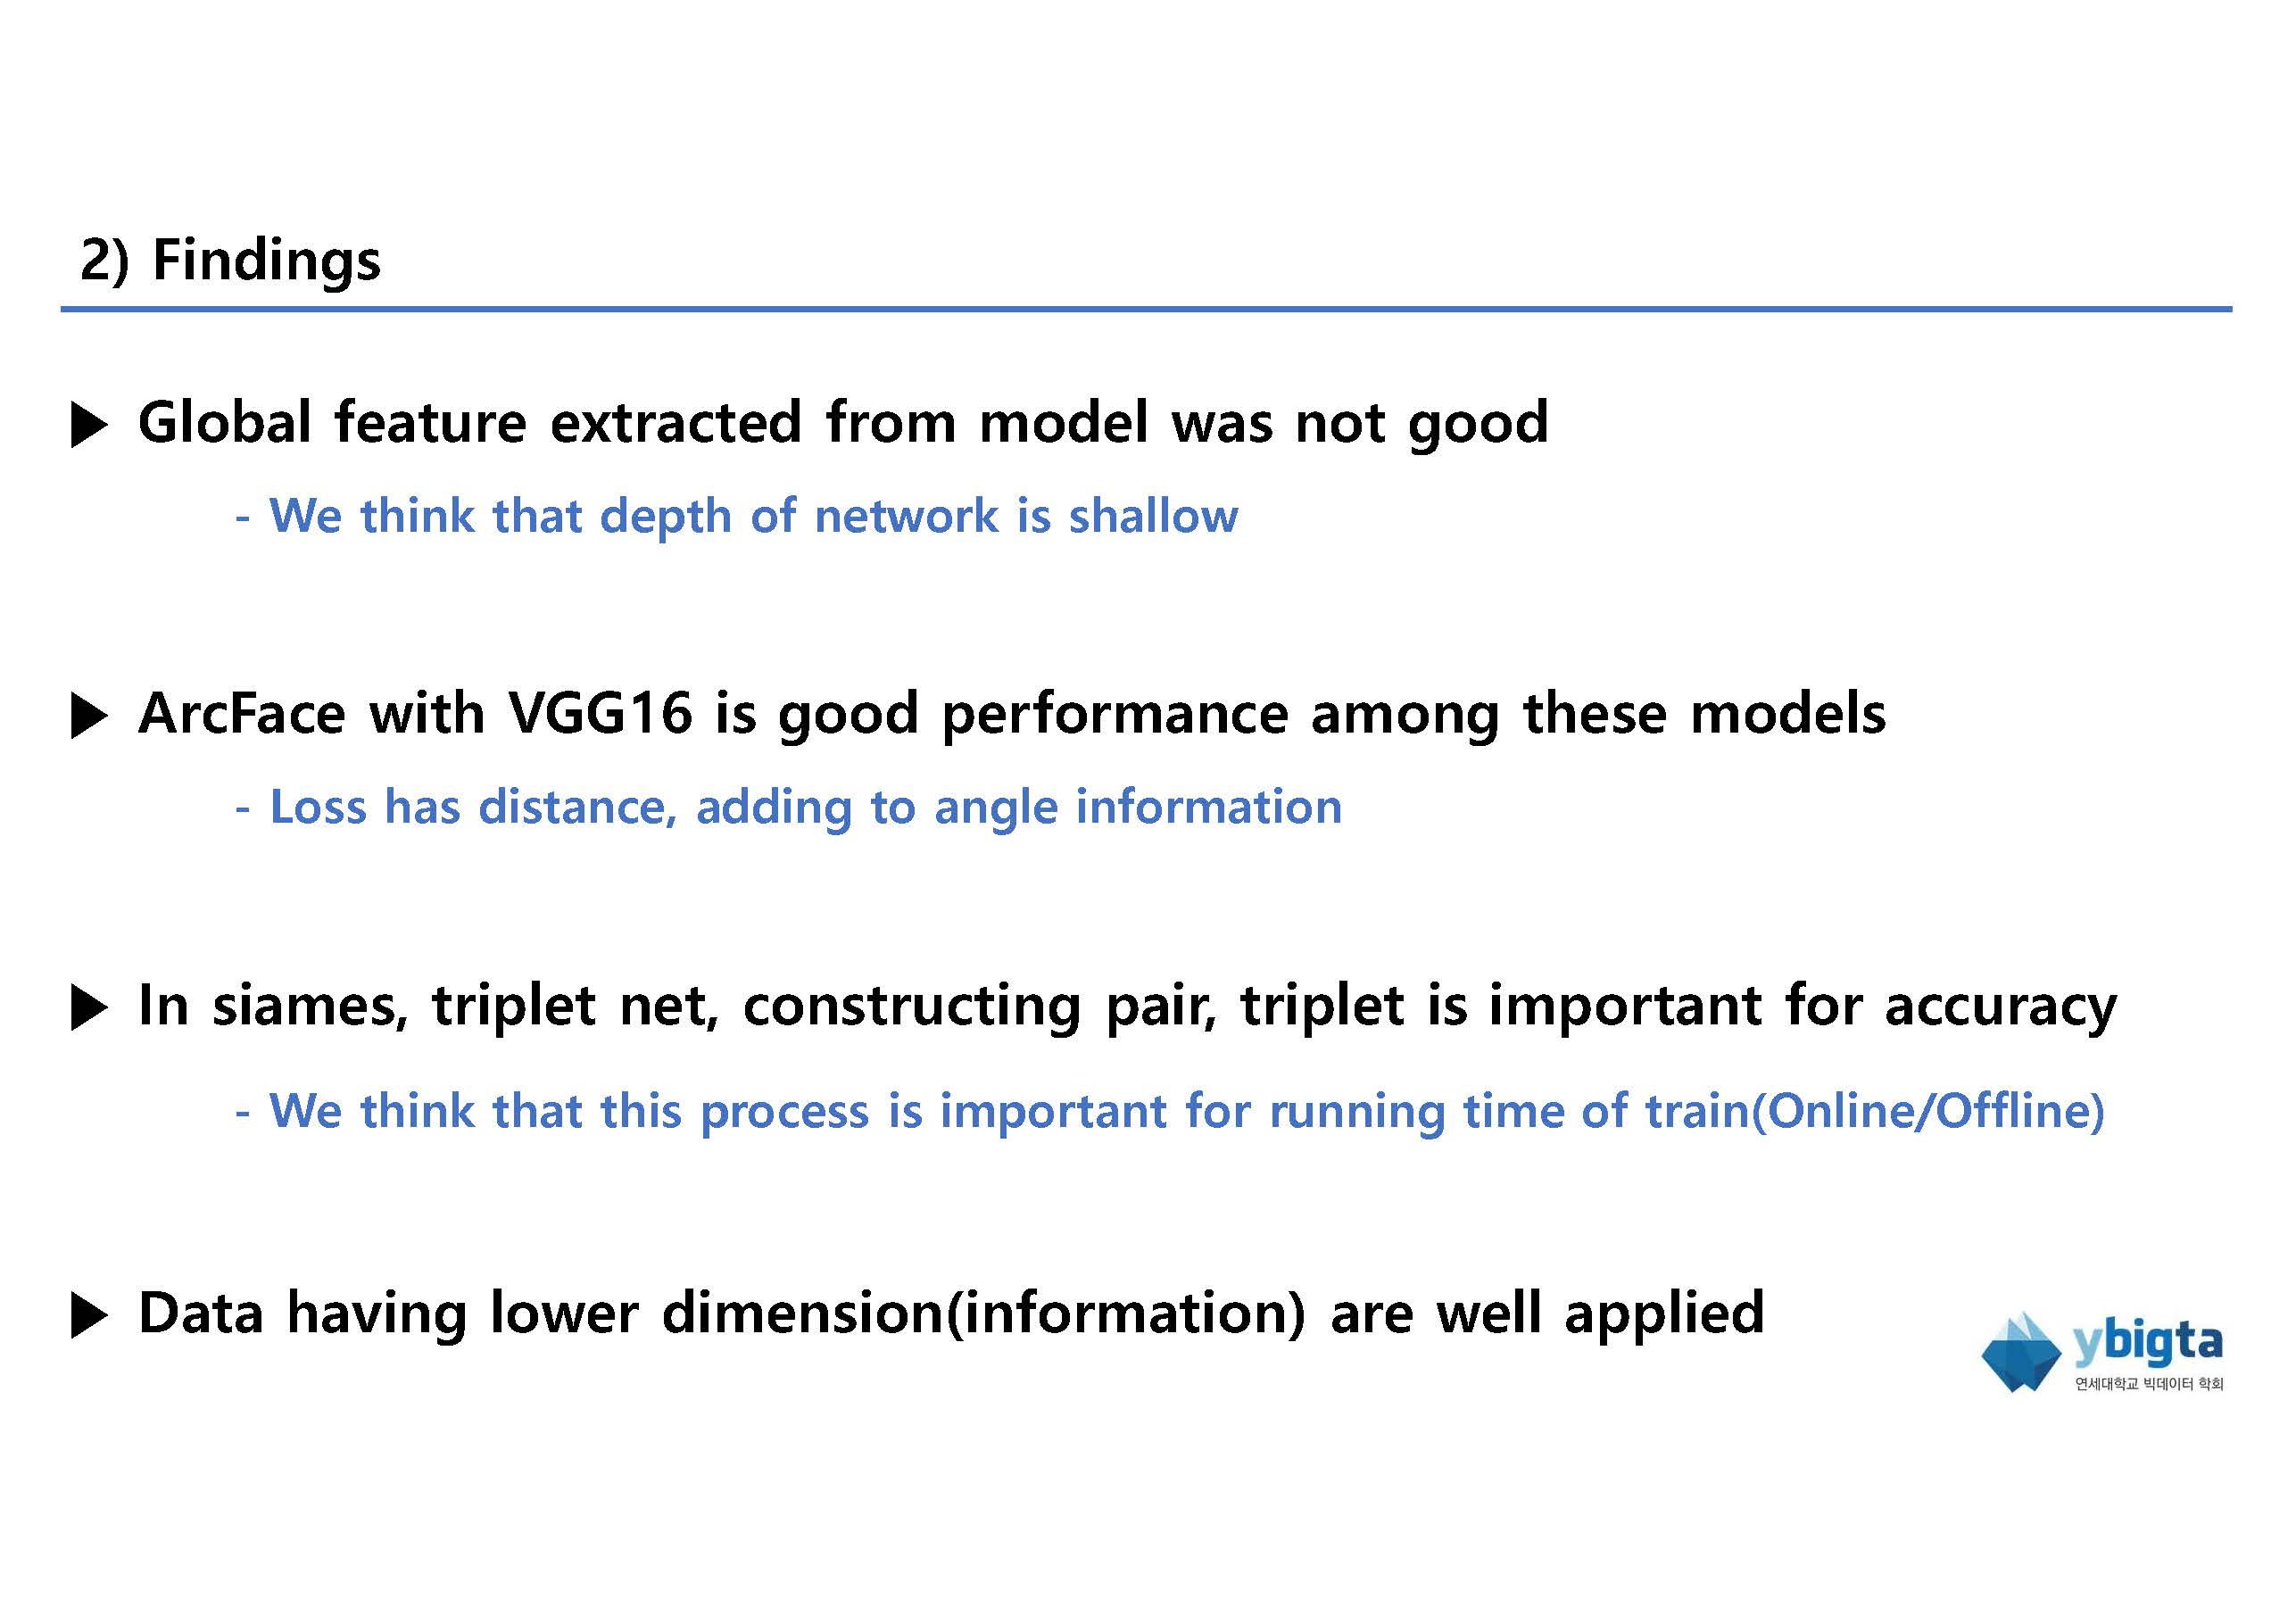 2) Findings
▶ Global feature extracted from model was not good
- We think that depth of network is shallow
▶ ArcFace with VGG16 is good performance among these models
- Loss has distance, adding to angle information
▶ In siames, triplet net, constructing pair, triplet is important for accuracy
- We think that this process is important for running time of train(Online/Offline)
▶ Data having lower dimension(information) are well applied
ybigta
연세대학교 빅데이터 학회